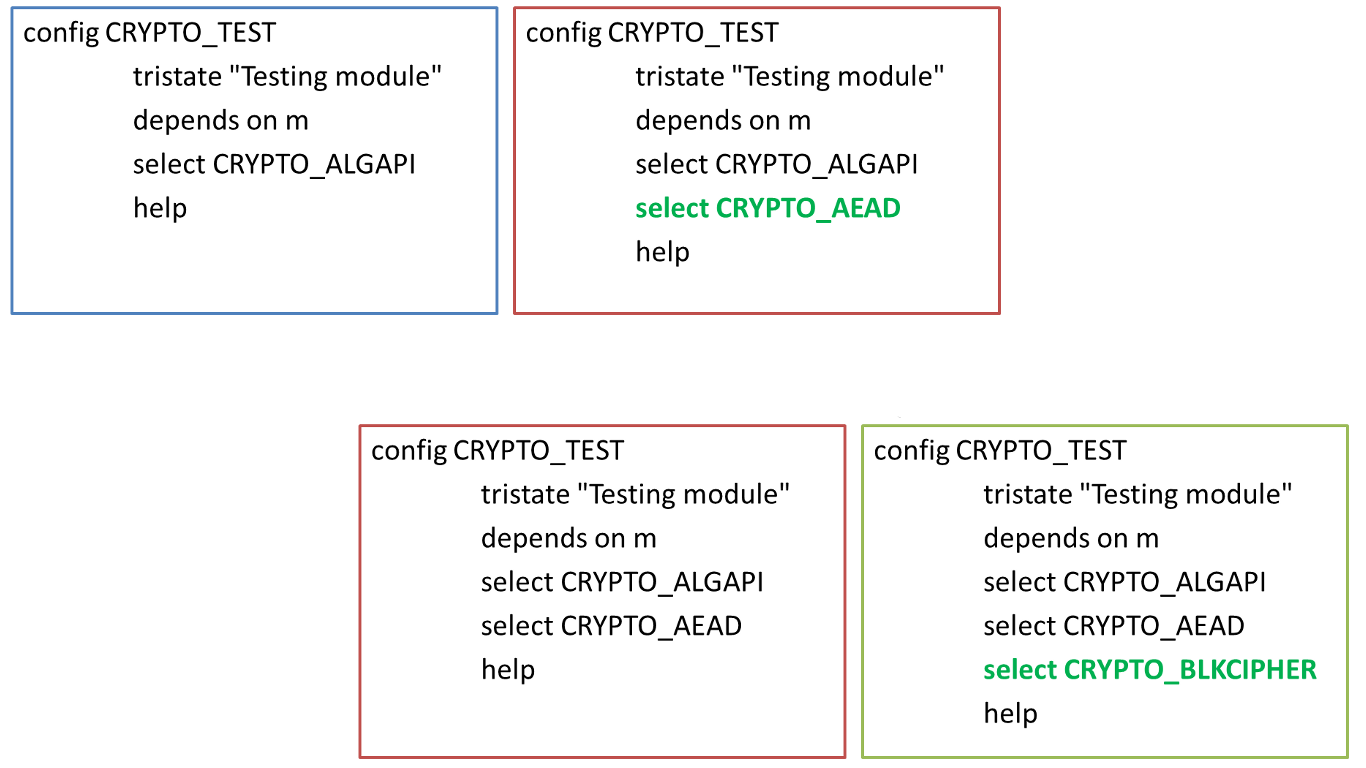 config CRYPTO_TEST
tristate "Testing module"
depends on m
select CRYPTO_ALGAPI
help
config CRYPTO_TEST
tristate "Testing module"
depends on m
select CRYPTO_ALGAPI
select CRYPTO_AEAD
help
config CRYPTO_TEST
tristate "Testing module"
depends on m
select CRYPTO_ALGAPI
select CRYPTO_AEAD
help
config CRYPTO_TEST
tristate "Testing module"
depends on m
select CRYPTO_ALGAPI
select CRYPTO_AEAD
select CRYPTO_BLKCIPHER
help